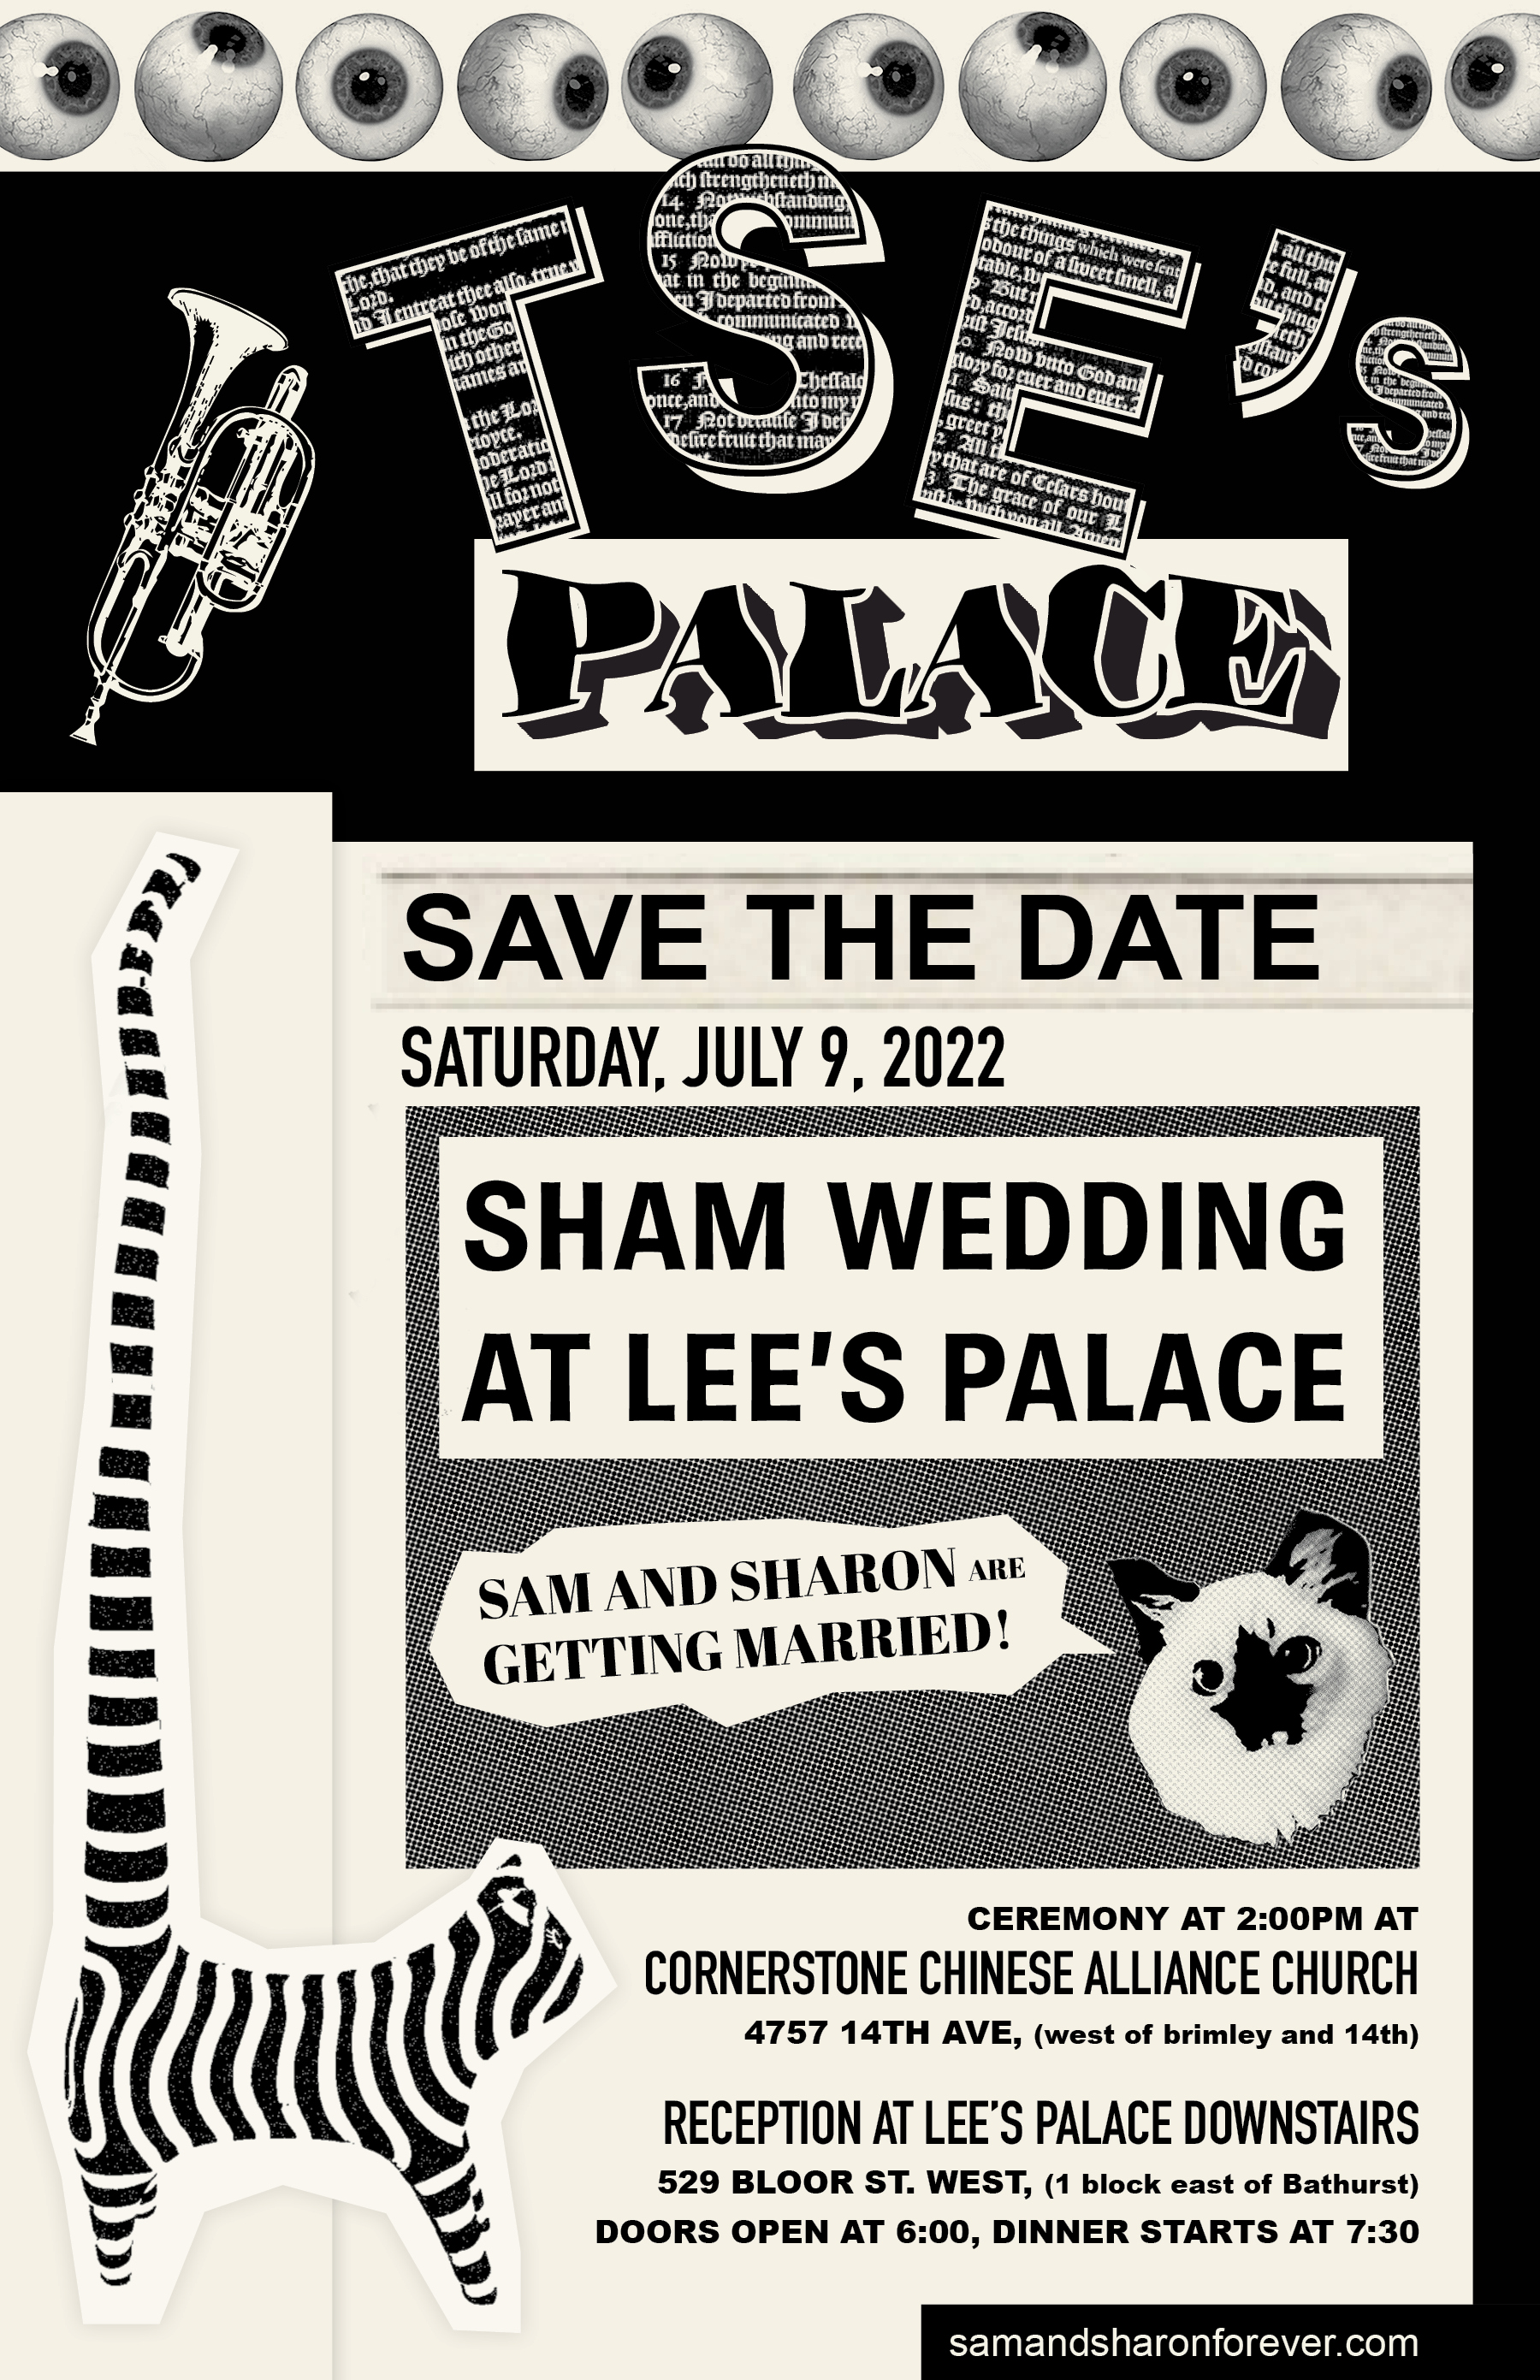 TSE's
PALACE
SAVE THE DATE
SATURDAY, JULY 9, 2022
SHAM WEDDING
AT LEE'S PALACE
SAM AND SHARON ARE
GETTING MARRIED!
CEREMONY AT 2:00PM AT
CORNERSTONE CHINESE ALLIANCE CHURCH
4757 14TH AVE, (west of brimley and 14th)
RECEPTION AT LEE'S PALACE DOWNSTAIRS
529 BLOOR ST. WEST, (1 block east of Bathurst)
DOORS OPEN AT 6:00, DINNER STARTS AT 7:30
samandsharonforever.com